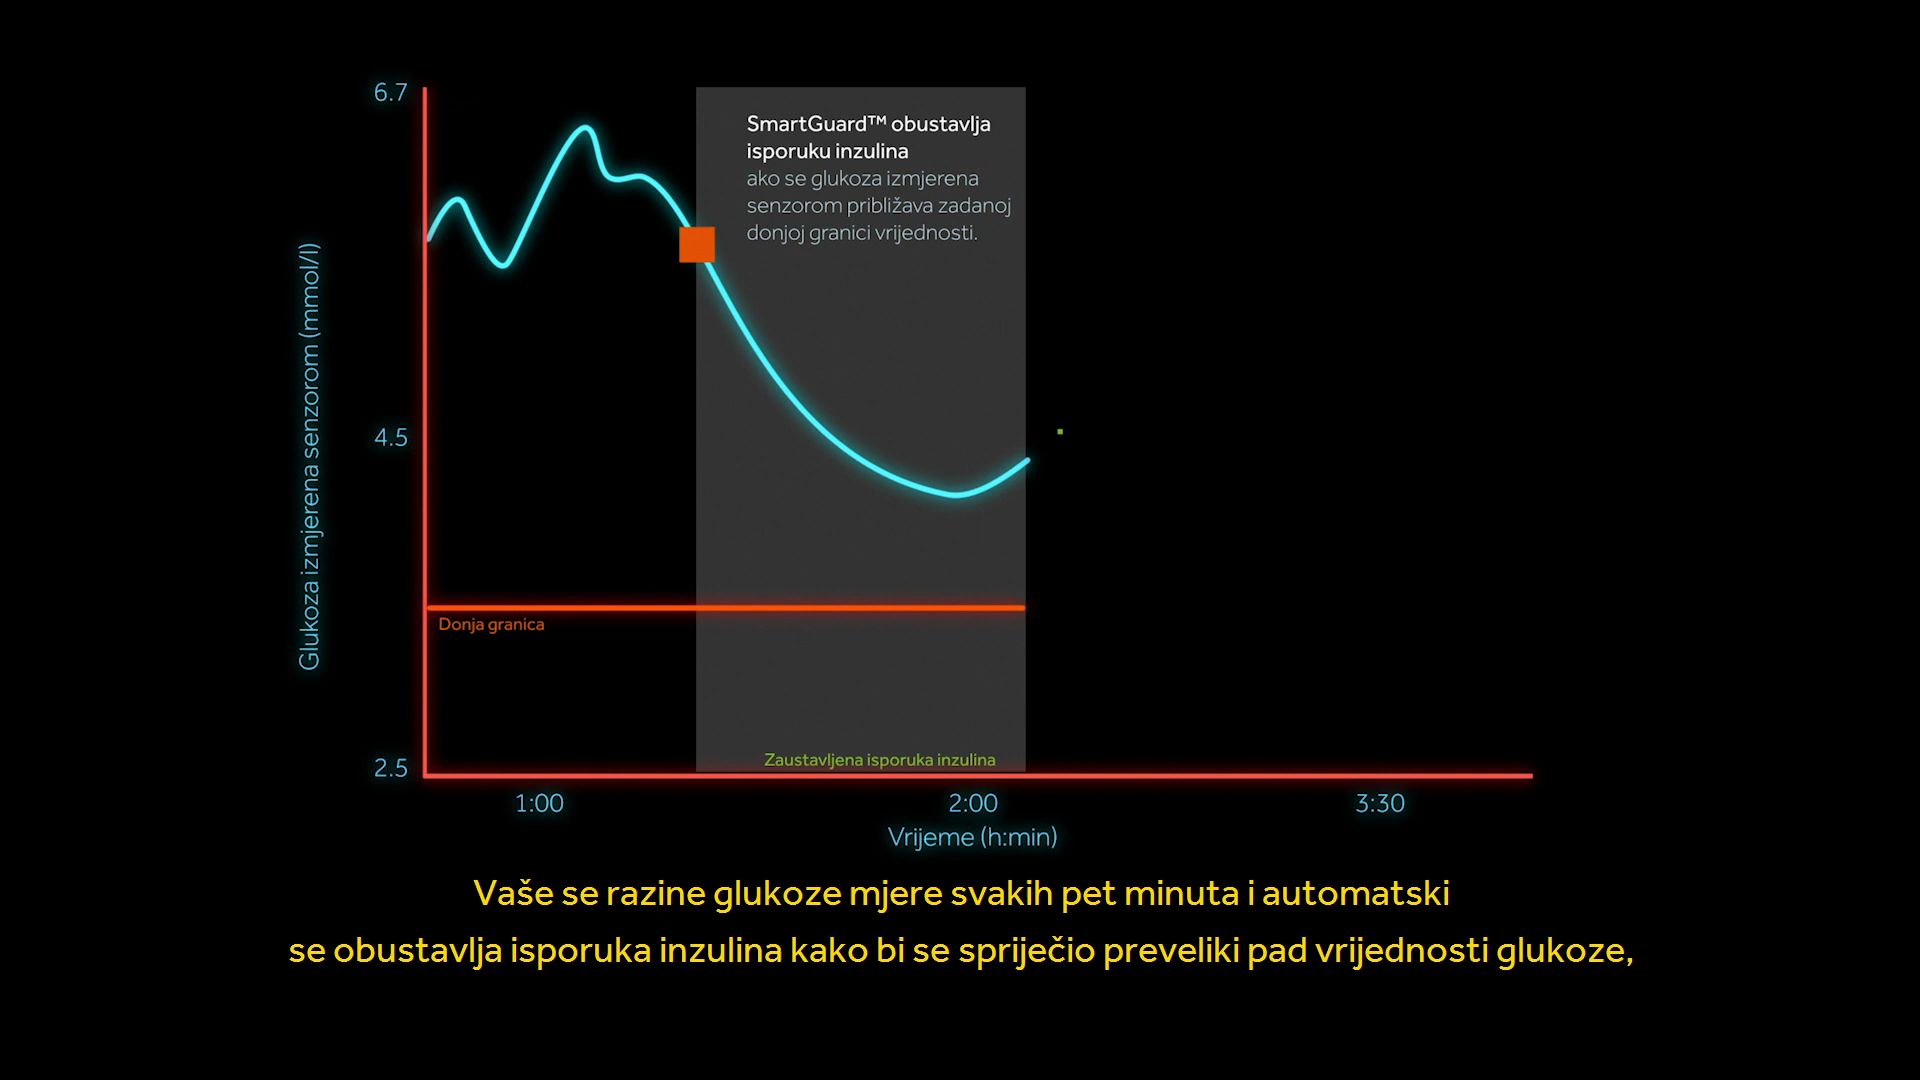 6.7
SmartGuard™ obustavlja
isporuku inzulina
ako se glukoza izmjerena
senzorom približava zadanoj
donjoj granici vrijednosti.
Glukoza izmjerena senzorom (mmol/l)
4.5
Donja granica
Zaustavljena isporuka inzulina
2.5
1:00
2:00
3:30
Vrijeme (h:min)
Vaše se razine glukoze mjere svakih pet minuta i automatski
se obustavlja isporuka inzulina kako bi se spriječio preveliki pad vrijednosti glukoze,